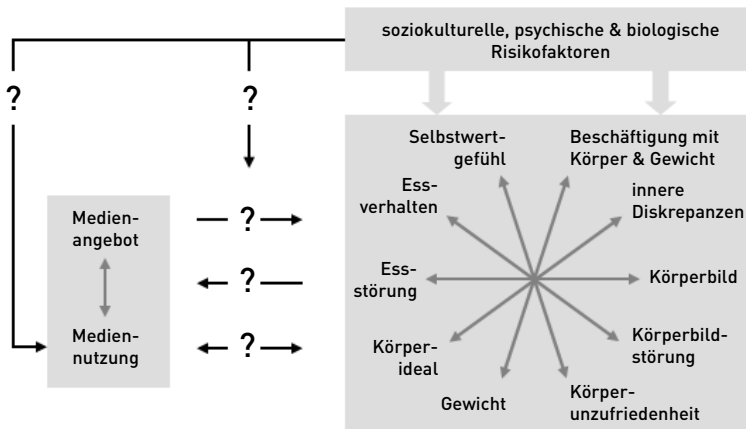 soziokulturelle, psychische & biologische
Risikofaktoren
?
?
Selbstwert-
gefühl
Beschäftigung mit
Körper & Gewicht
Ess-
verhalten
innere
Diskrepanzen
Medien-
angebot
?
?
Ess-
störung
Körperbild
Medien-
nutzung
?
Körper-
ideal
Körperbild-
störung
Gewicht
Körper-
unzufriedenheit